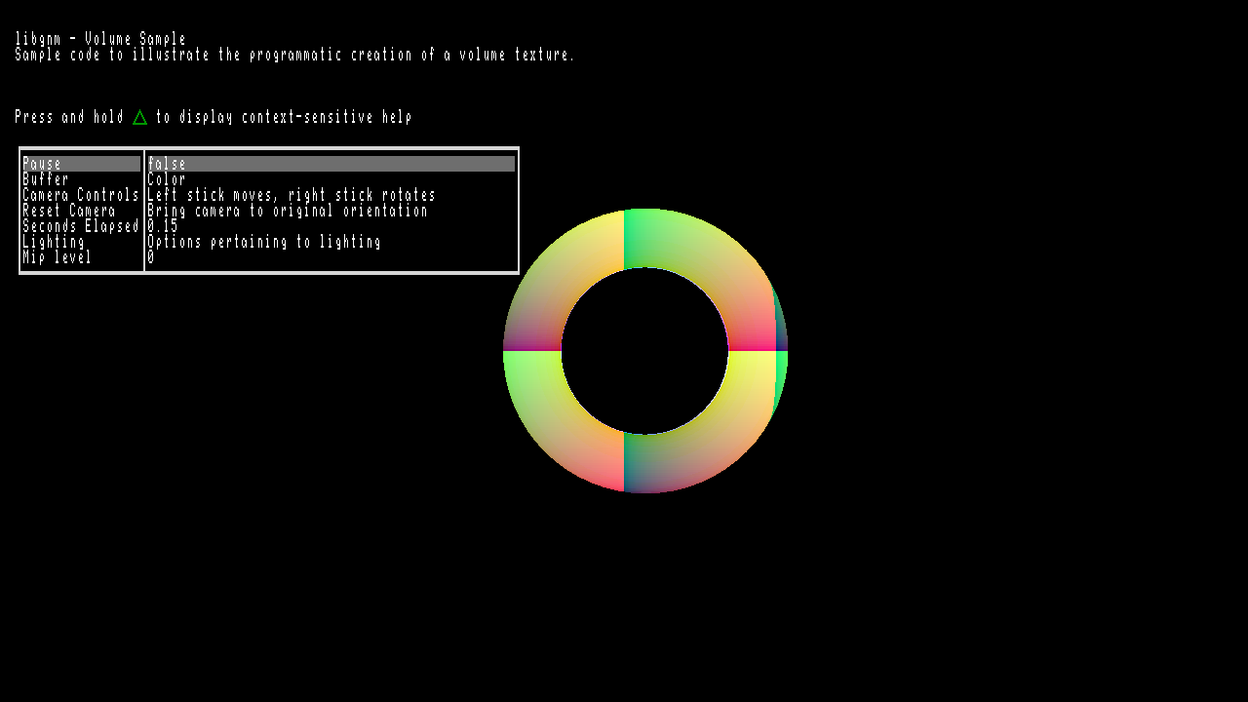 libgnm - Volume Sample
Sample code to illustrate the programmatic creation of a volume texture.
Press and hold △ to display context-sensitive help
Pause false
Buffer Color
Camera Controls Left stick moves, right stick rotates
Reset Camera Bring camera to original orientation
Seconds Elapsed 0.15
Lighting Options pertaining to lighting
Mip level 0